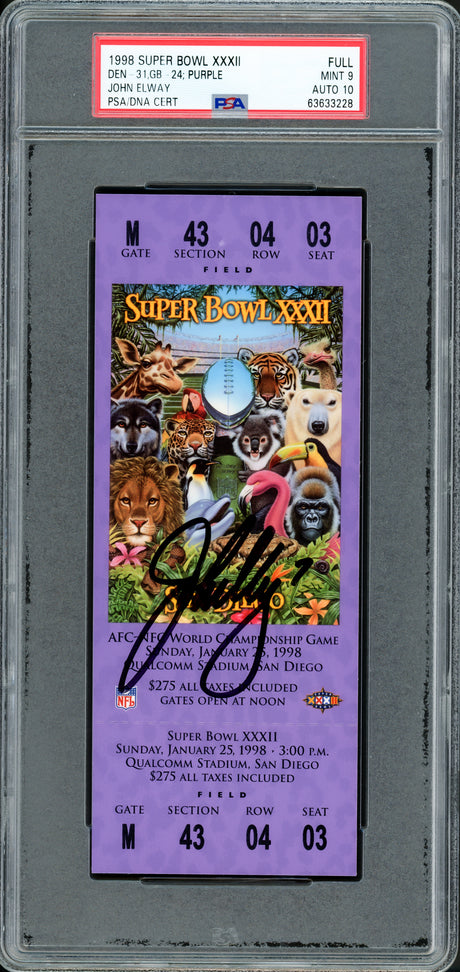 1998 SUPER BOWL XXXII FULL
DEN - 31, GB - 24; PURPLE MINT 9
JOHN ELWAY AUTO 10
PSA/DNA CERT PSA 63633228
M 43 04 03
GATE SECTION ROW SEAT
FIELD
SUPER BOWL XXXII
SAN DIEGO
AFC-NFC WORLD CHAMPIONSHIP GAME
SUNDAY, JANUARY 25, 1998
QUALCOMM STADIUM, SAN DIEGO
$275 ALL TAXES INCLUDED
GATES OPEN AT NOON
NFL XXXII
SUPER BOWL XXXII
SUNDAY, JANUARY 25, 1998 · 3:00 P.M.
QUALCOMM STADIUM, SAN DIEGO
$275 ALL TAXES INCLUDED
FIELD
GATE SECTION ROW SEAT
M 43 04 03
PSA